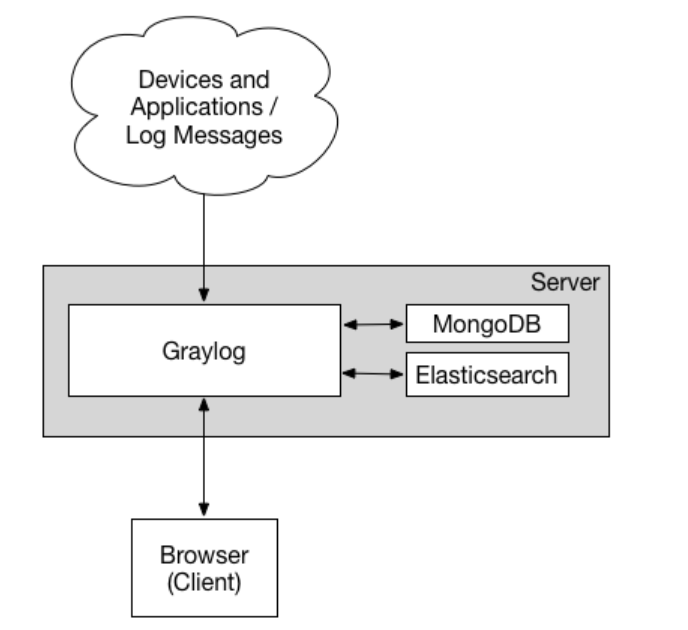 Devices and
Applications /
Log Messages
Server
Graylog
MongoDB
Elasticsearch
Browser
(Client)